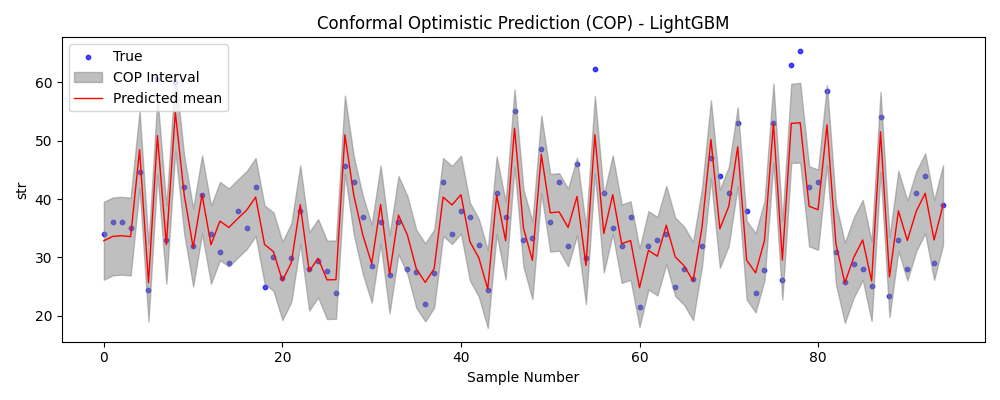 Conformal Optimistic Prediction (COP) - LightGBM
True
COP Interval
Predicted mean
60
50
40
30
20
str
0 20 40 60 80
Sample Number